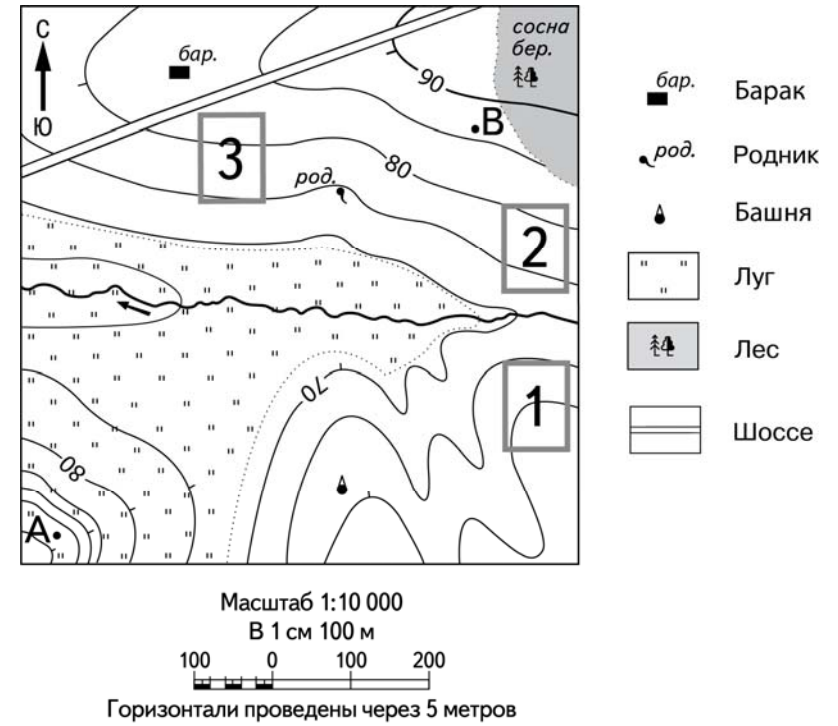 С
Ю
бар.
сосна
бер.
90
В
3
80
род.
2
70
1
80
А
бар.
Барак
род.
Родник
Башня
Луг
Лес
Шоссе
Масштаб 1:10 000
В 1 см 100 м
100 0 100 200
Горизонтали проведены через 5 метров